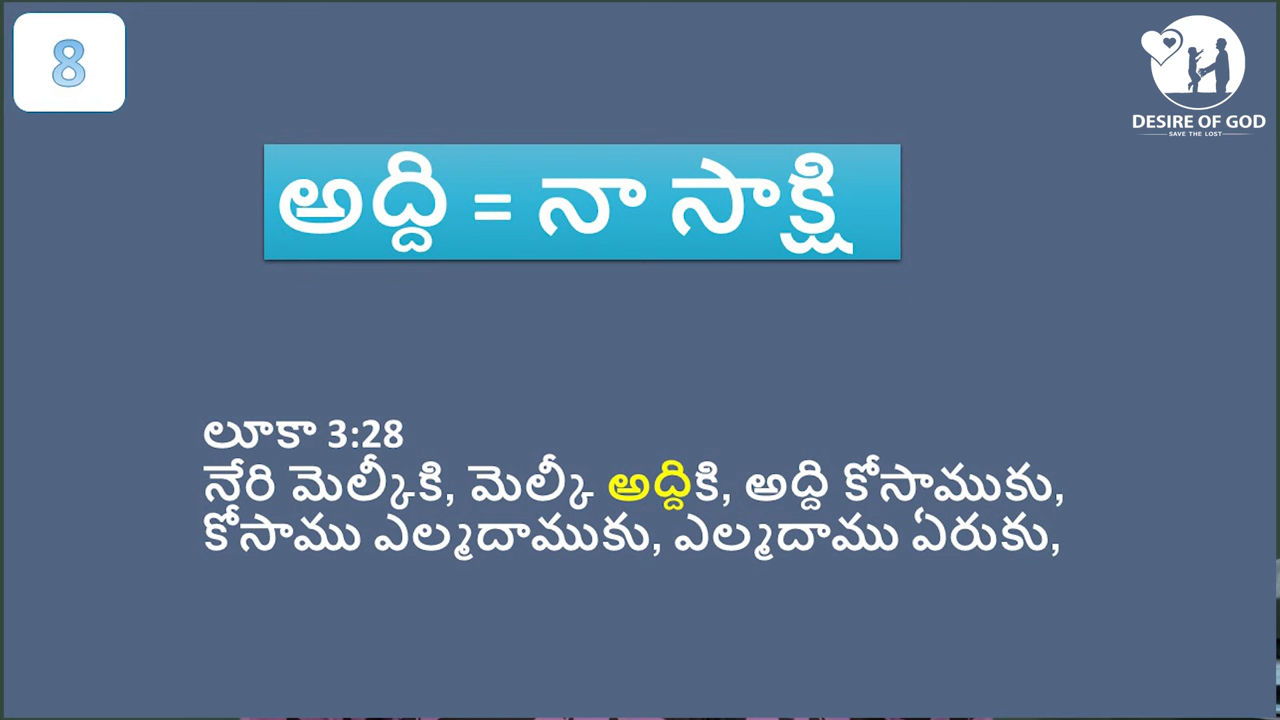 8
DESIRE OF GOD
SAVE THE LOST
అద్ది = నా సాక్షి
లూకా 3:28
నేరి మెల్కీకి, మెల్కీ అద్దికి, అద్ది కోసాముకు,
కోసాము ఎల్మదాముకు, ఎల్మదాము ఏరుకు,